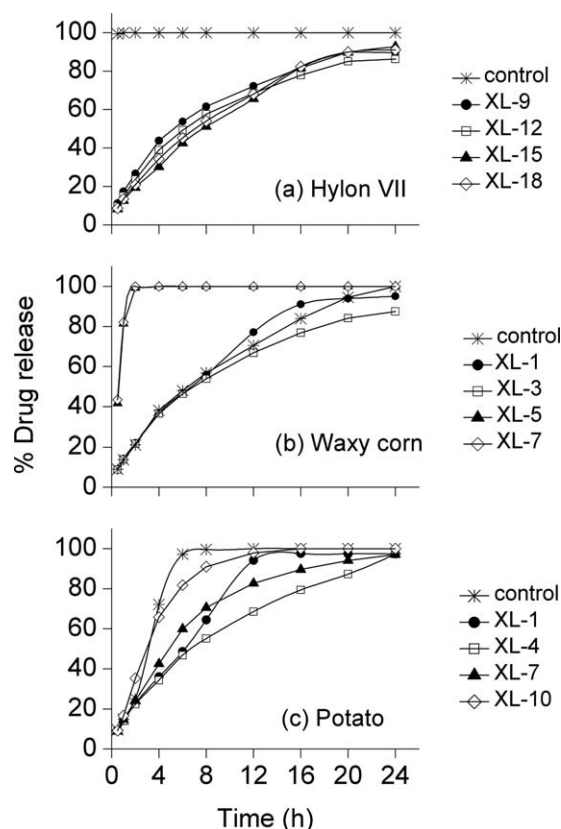 % Drug release
100
80
60
40
20
0
(a) Hylon VII
control
XL-9
XL-12
XL-15
XL-18
100
80
60
40
20
0
(b) Waxy corn
control
XL-1
XL-3
XL-5
XL-7
100
80
60
40
20
0
(c) Potato
control
XL-1
XL-4
XL-7
XL-10
0 4 8 12 16 20 24
Time (h)